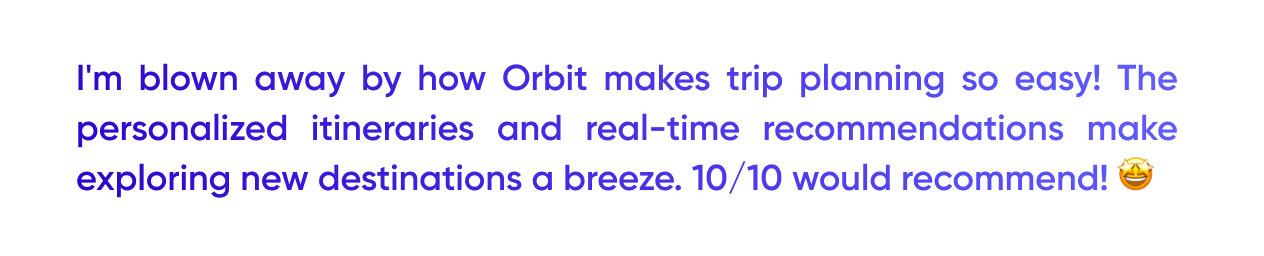 I'm blown away by how Orbit makes trip planning so easy! The
personalized itineraries and real-time recommendations make
exploring new destinations a breeze. 10/10 would recommend! 🤩